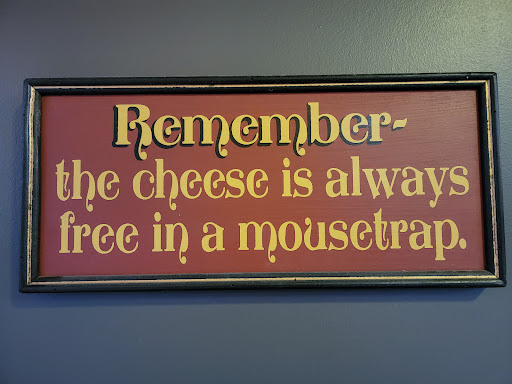 Remember-
the cheese is always
free in a mousetrap.